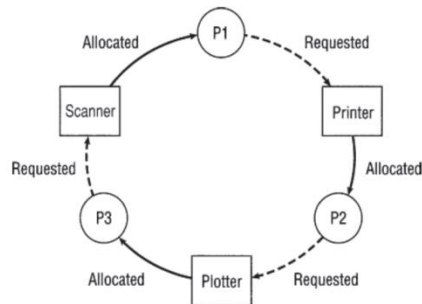 Allocated
P1
Requested
Scanner
Printer
Requested
Allocated
P3
P2
Allocated
Plotter
Requested